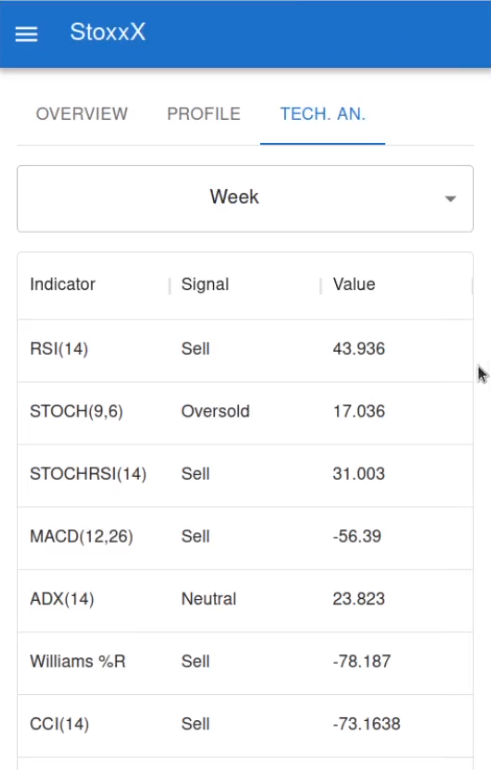 StoxxX
OVERVIEW PROFILE TECH. AN.
Week
Indicator Signal Value
RSI(14) Sell 43.936
STOCH(9,6) Oversold 17.036
STOCHRSI(14) Sell 31.003
MACD(12,26) Sell -56.39
ADX(14) Neutral 23.823
Williams %R Sell -78.187
CCI(14) Sell -73.1638